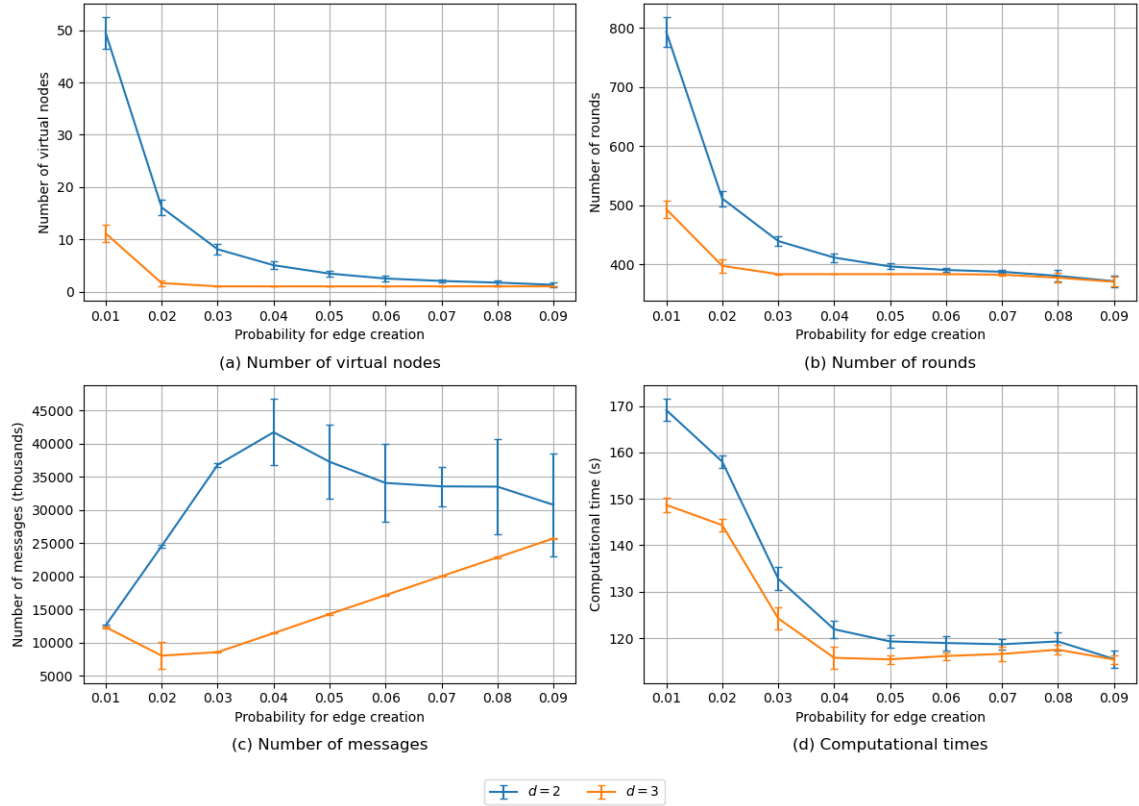 50
40
30
20
10
0
Number of virtual nodes
0.01 0.02 0.03 0.04 0.05 0.06 0.07 0.08 0.09
Probability for edge creation
(a) Number of virtual nodes
800
700
600
500
400
Number of rounds
0.01 0.02 0.03 0.04 0.05 0.06 0.07 0.08 0.09
Probability for edge creation
(b) Number of rounds
45000
40000
35000
30000
25000
20000
15000
10000
5000
Number of messages (thousands)
0.01 0.02 0.03 0.04 0.05 0.06 0.07 0.08 0.09
Probability for edge creation
(c) Number of messages
170
160
150
140
130
120
Computational time (s)
0.01 0.02 0.03 0.04 0.05 0.06 0.07 0.08 0.09
Probability for edge creation
(d) Computational times
d = 2 d = 3